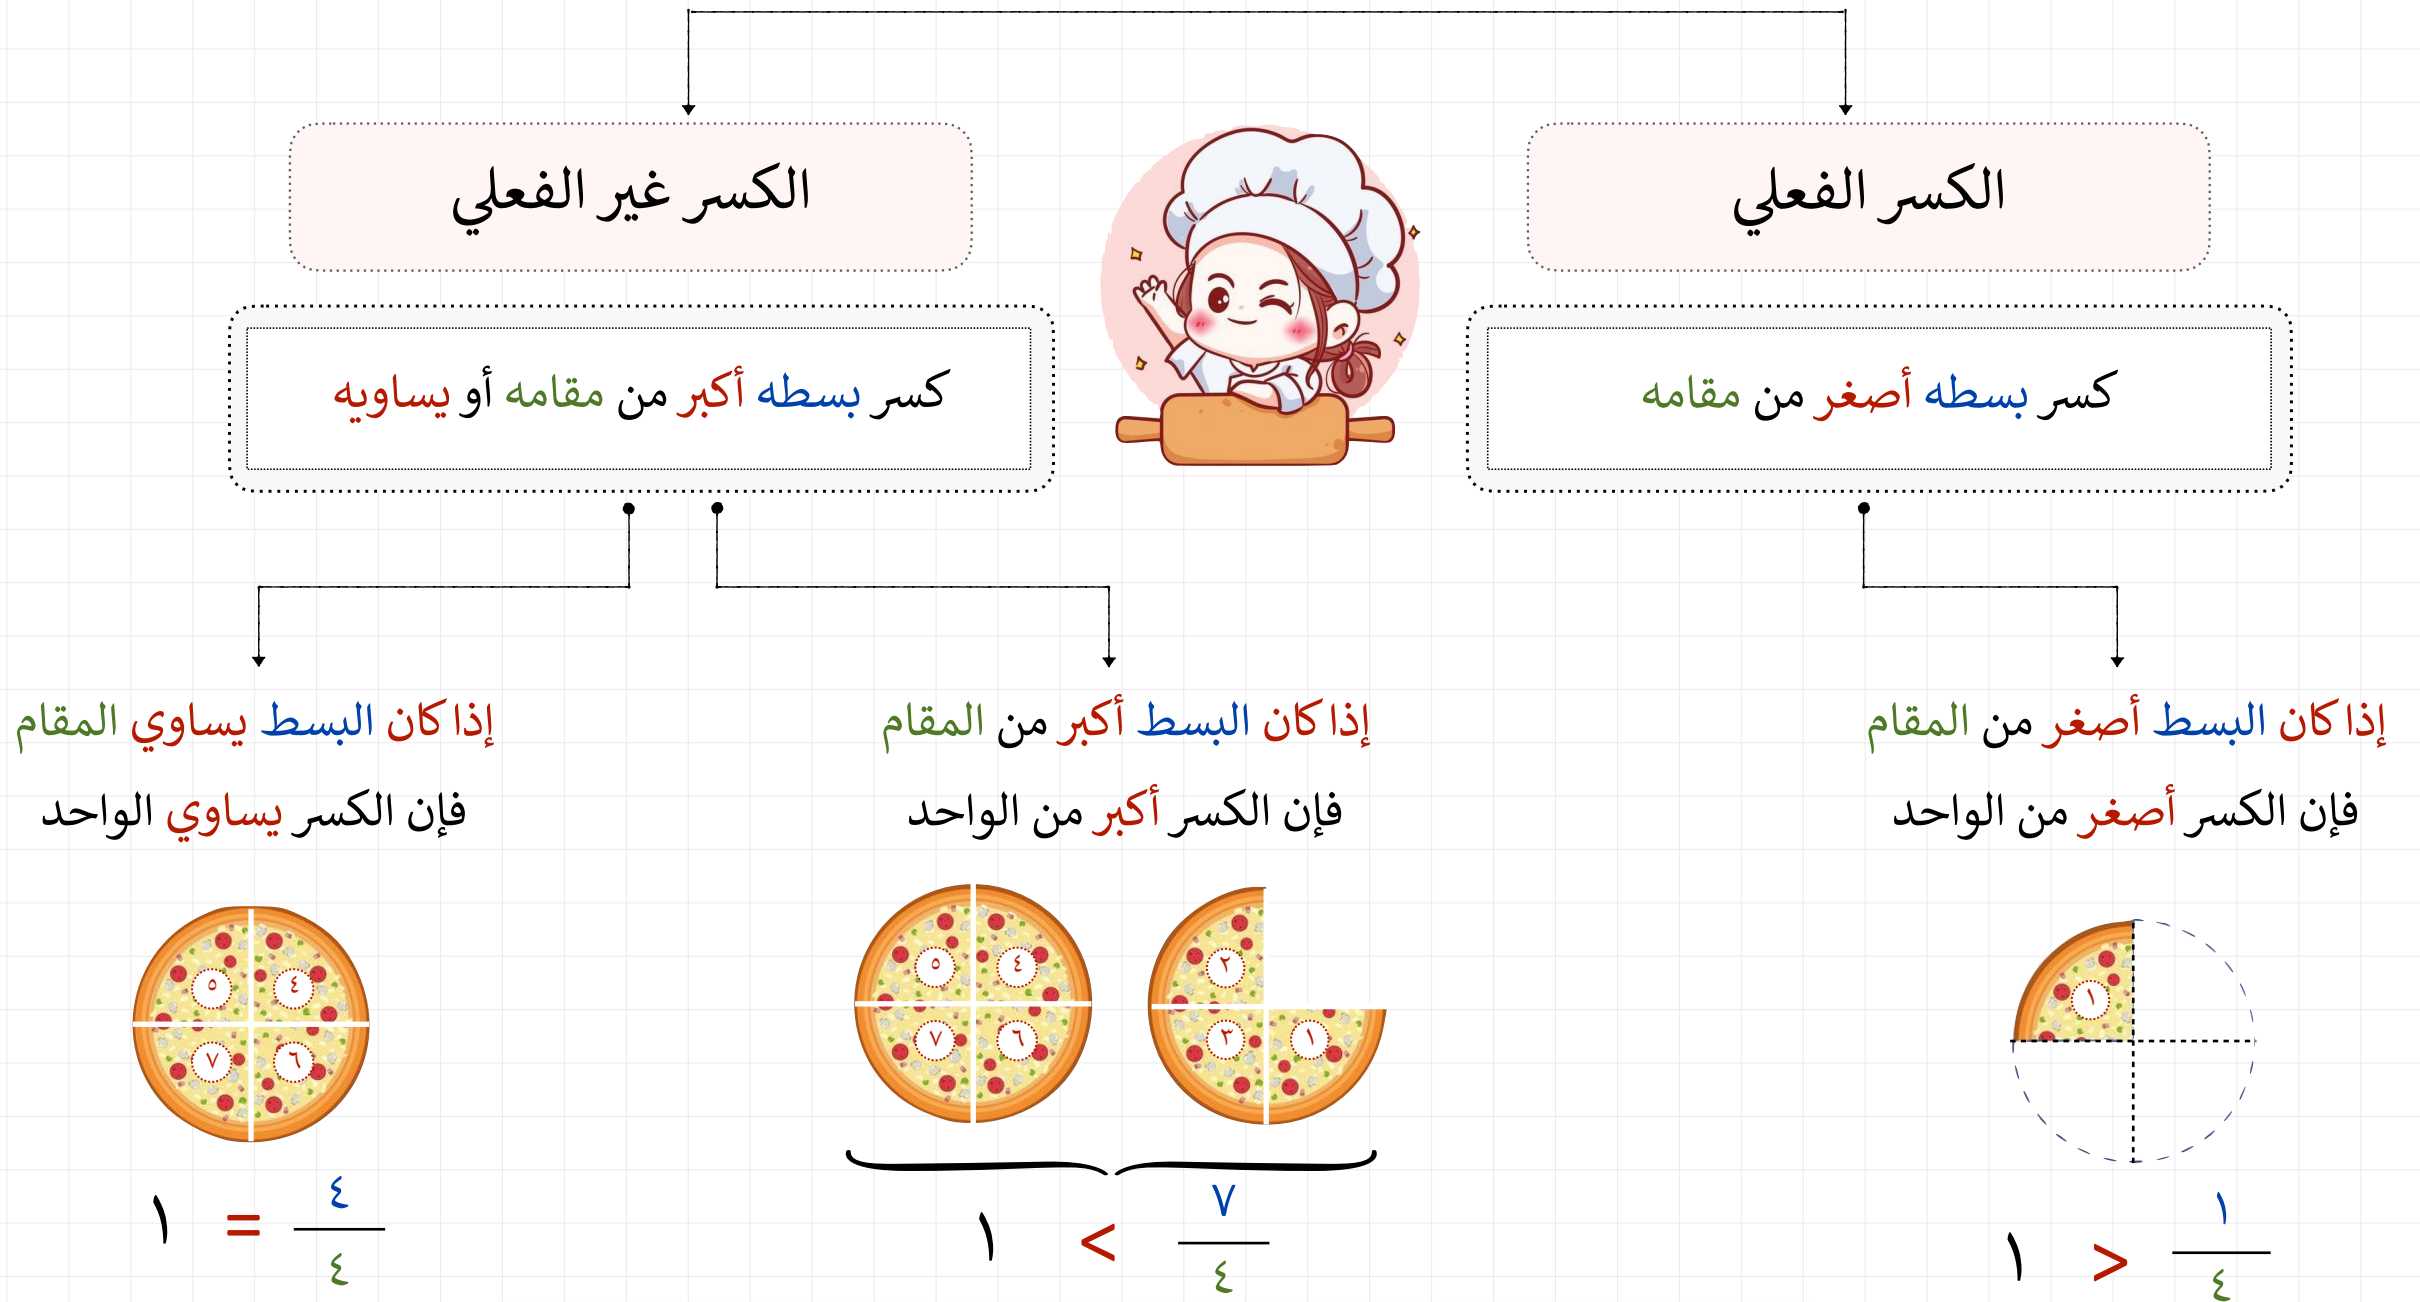 الكسر الفعلي
الكسر غير الفعلي
كسر بسطه أصغر من مقامه
كسر بسطه أكبر من مقامه أو يساويه
إذا كان البسط أصغر من المقام
فإن الكسر أصغر من الواحد
١
١
٤
>
١
إذا كان البسط أكبر من المقام
فإن الكسر أكبر من الواحد
٢
٣ ١
٥ ٤
٧ ٦
٧
٤
<
١
إذا كان البسط يساوي المقام
فإن الكسر يساوي الواحد
٥ ٤
٧ ٦
٤
٤
=
١